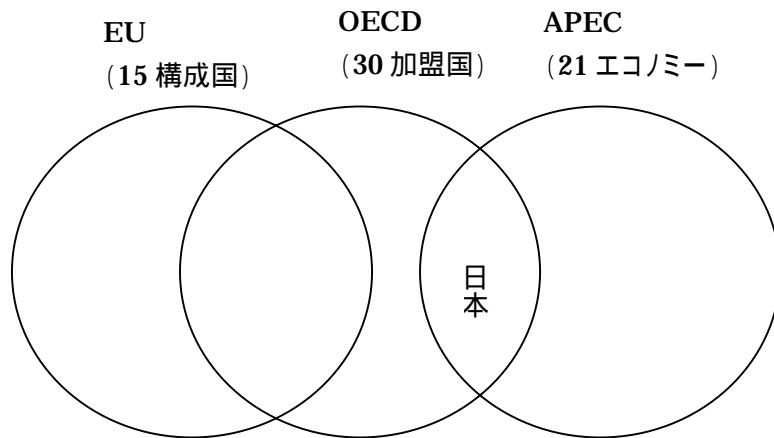 EU
(15 構成国)
OECD
(30 加盟国)
APEC
(21 エコノミー)
日本